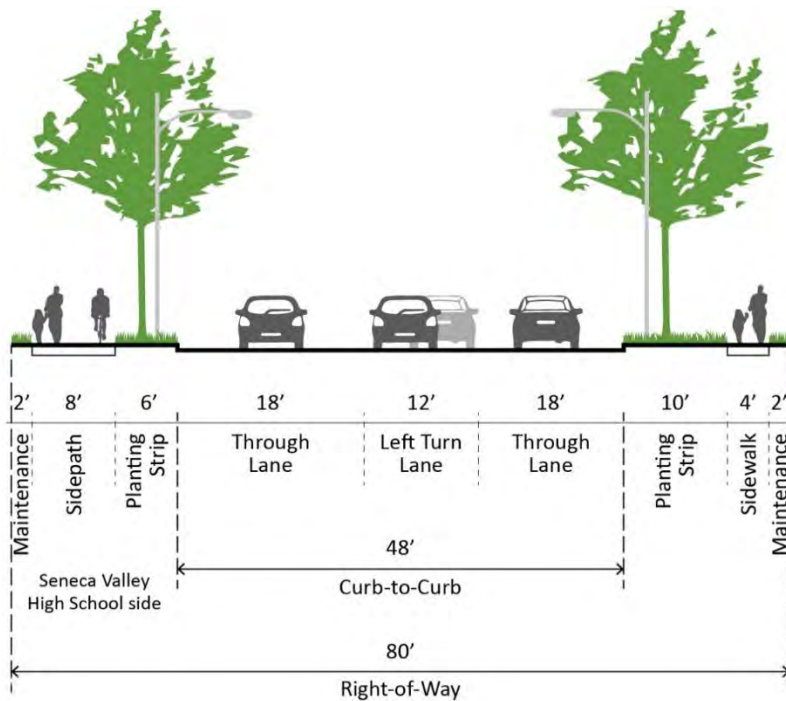 2’ 8’ 6’ 18’ 12’ 18’ 10’ 4’ 2’
Maintenance
Sidepath
Planting
Strip
Through
Lane
Left Turn
Lane
Through
Lane
Planting
Strip
Sidewalk
Maintenance
48’
Curb-to-Curb
Seneca Valley
High School side
80’
Right-of-Way